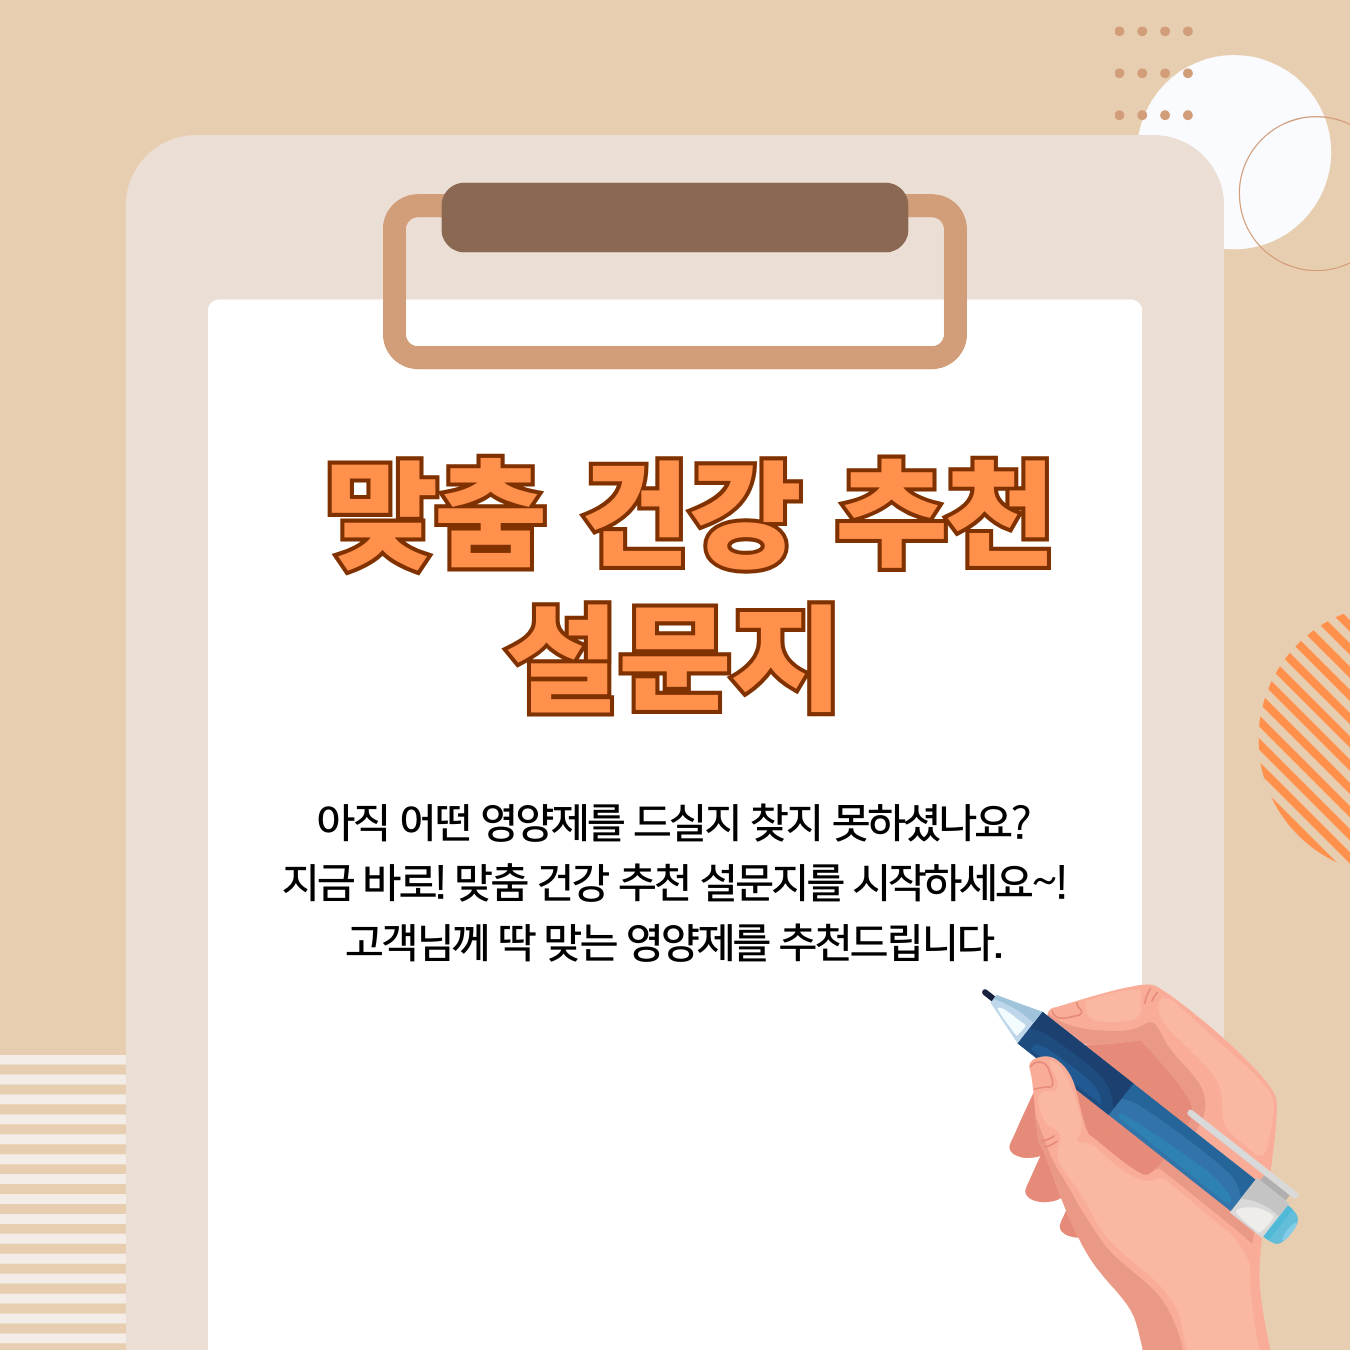 맞춤 건강 추천
설문지
아직 어떤 영양제를 드실지 찾지 못하셨나요?
지금 바로! 맞춤 건강 추천 설문지를 시작하세요~!
고객님께 딱 맞는 영양제를 추천드립니다.